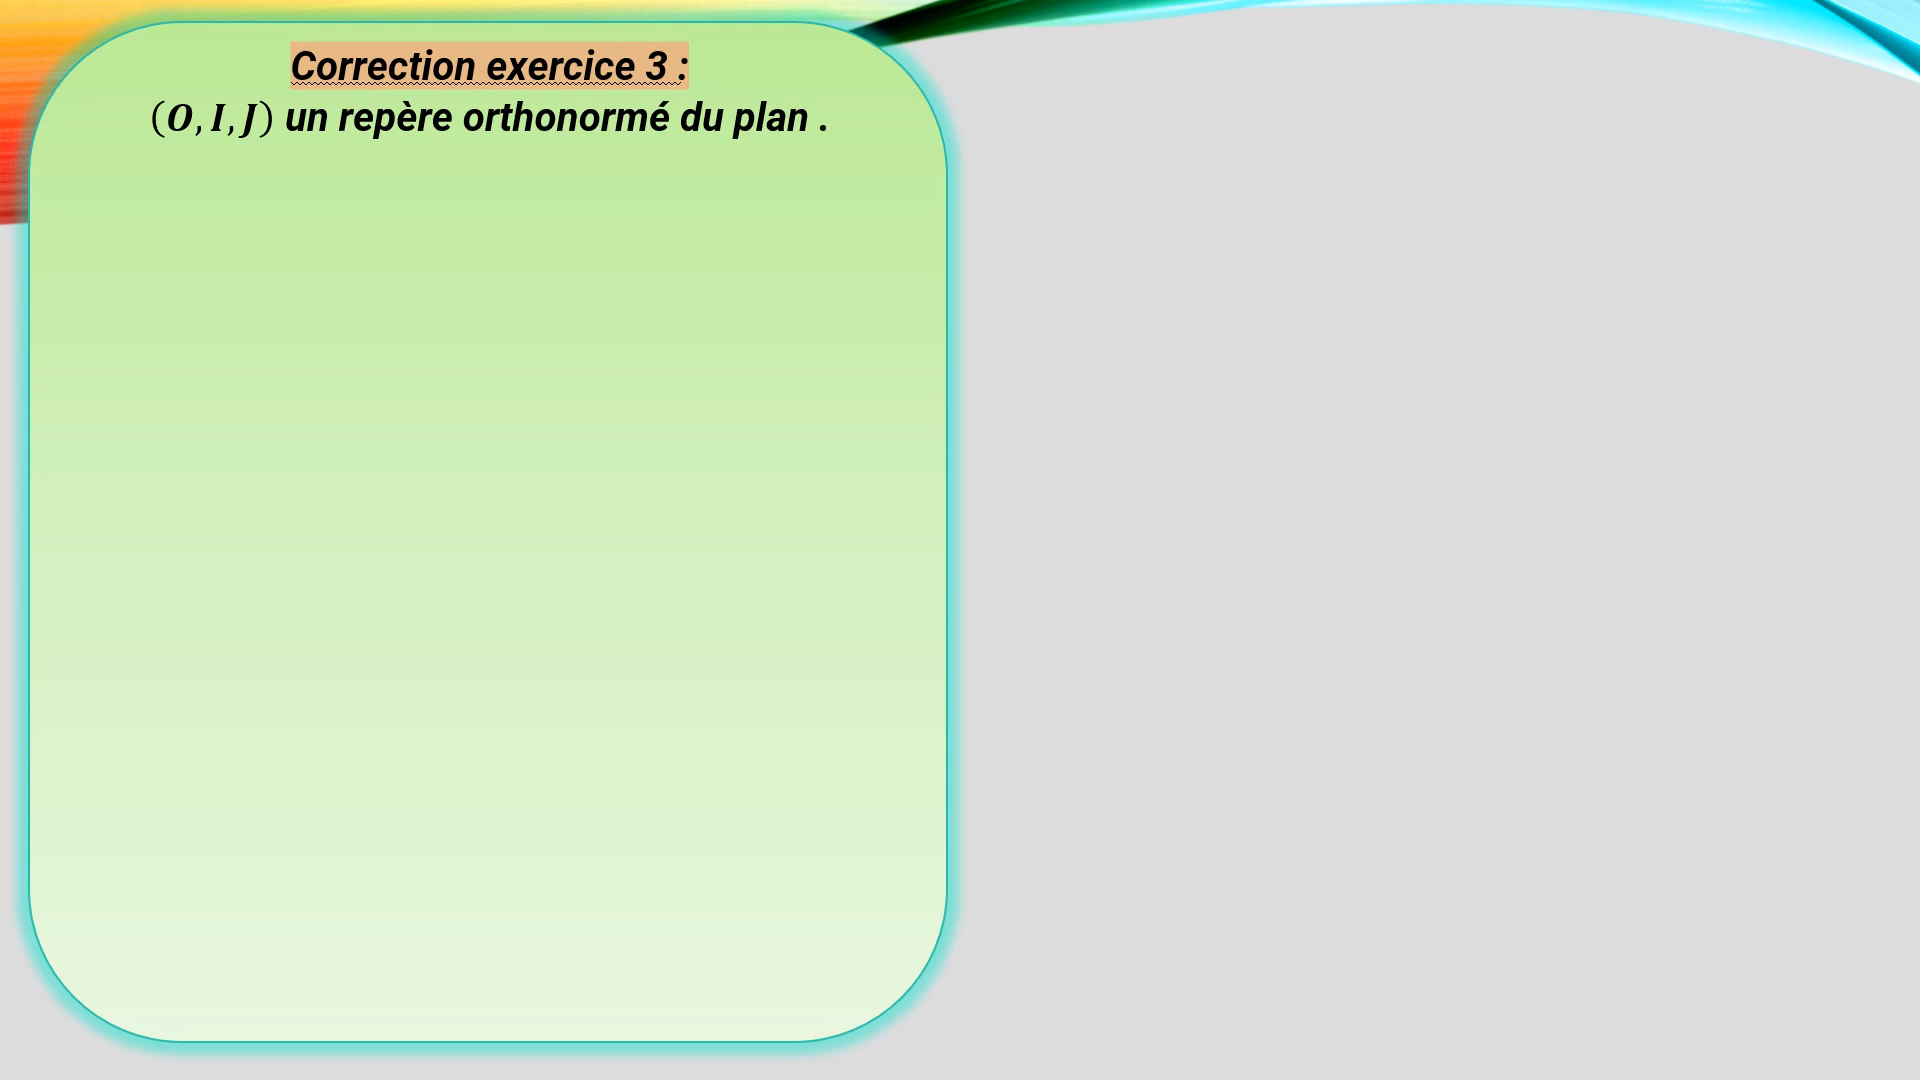 Correction exercice 3 :
(O, I, J) un repère orthonormé du plan .